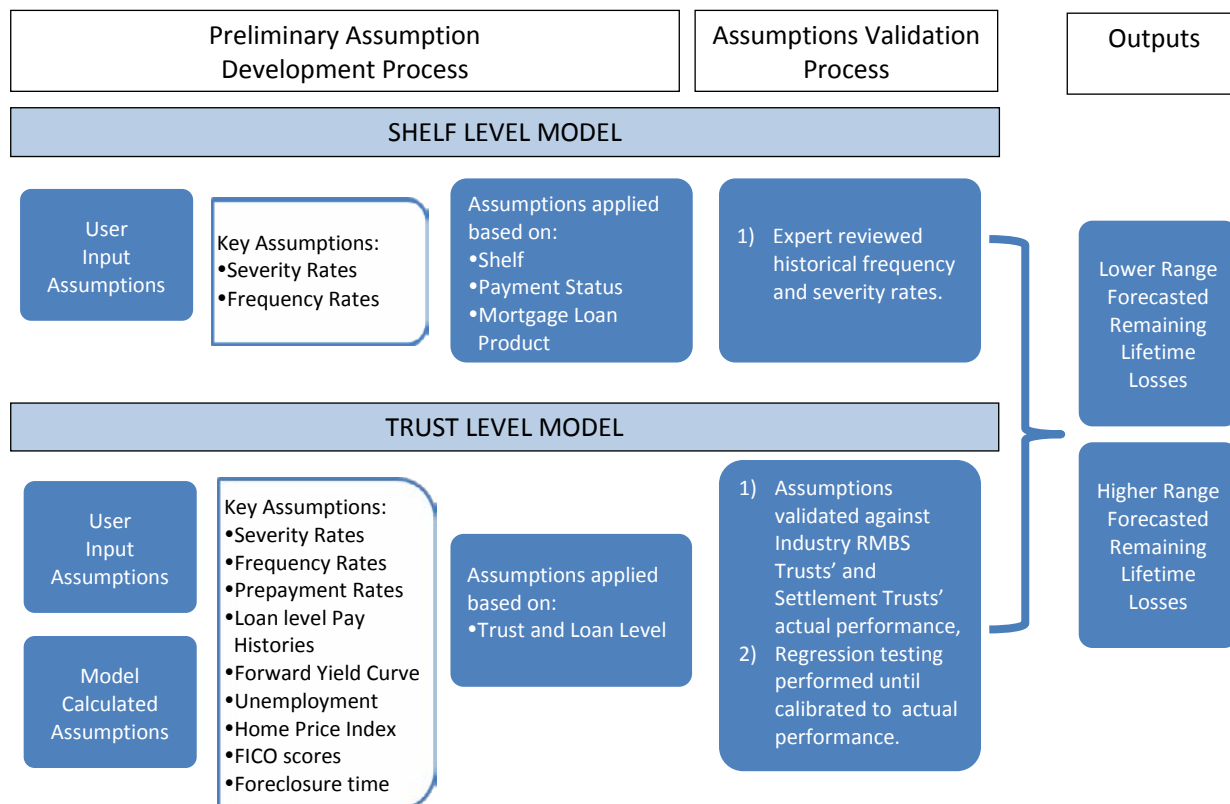 Preliminary Assumption
Development Process
Assumptions Validation
Process
Outputs
SHELF LEVEL MODEL
User
Input
Assumptions
Key Assumptions:
•Severity Rates
•Frequency Rates
Assumptions applied
based on:
•Shelf
•Payment Status
•Mortgage Loan
Product
1) Expert reviewed
historical frequency
and severity rates.
Lower Range
Forecasted
Remaining
Lifetime
Losses
TRUST LEVEL MODEL
User
Input
Assumptions
Model
Calculated
Assumptions
Key Assumptions:
•Severity Rates
•Frequency Rates
•Prepayment Rates
•Loan level Pay
Histories
•Forward Yield Curve
•Unemployment
•Home Price Index
•FICO scores
•Foreclosure time
Assumptions applied
based on:
•Trust and Loan Level
1) Assumptions
validated against
Industry RMBS
Trusts’ and
Settlement Trusts’
actual performance,
2) Regression testing
performed until
calibrated to actual
performance.
Higher Range
Forecasted
Remaining
Lifetime
Losses